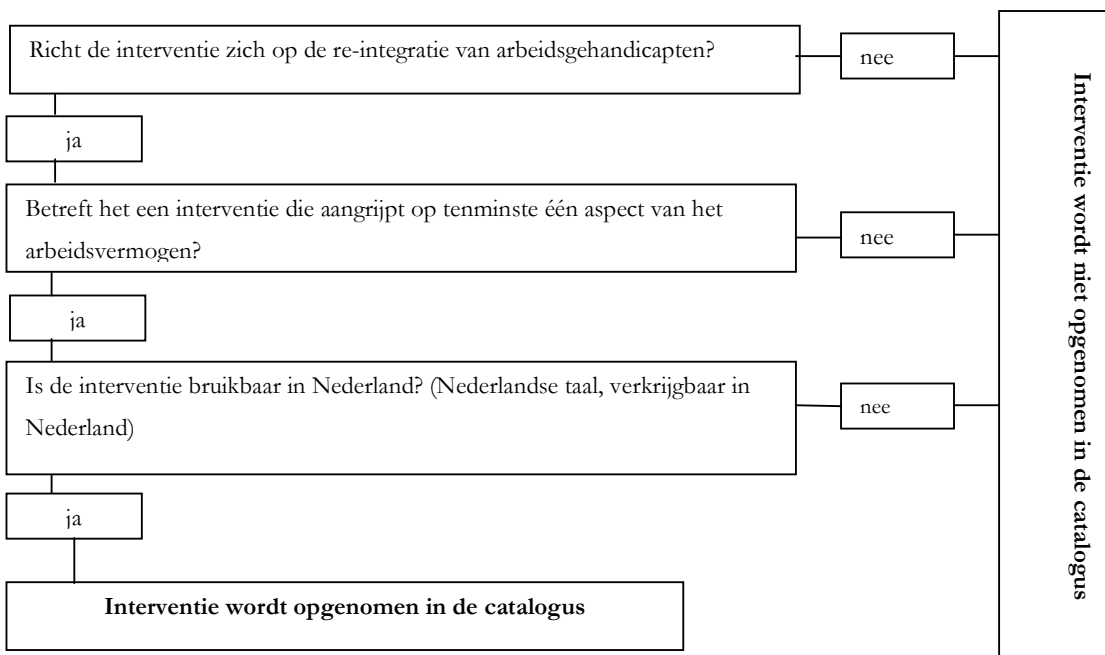 Richt de interventie zich op de re-integratie van arbeidsgehandicapten?
nee
ja
Betreft het een interventie die aangrijpt op tenminste één aspect van het
arbeidsvermogen?
nee
ja
Is de interventie bruikbaar in Nederland? (Nederlandse taal, verkrijgbaar in
Nederland)
nee
ja
Interventie wordt opgenomen in de catalogus
Interventie wordt niet opgenomen in de catalogus